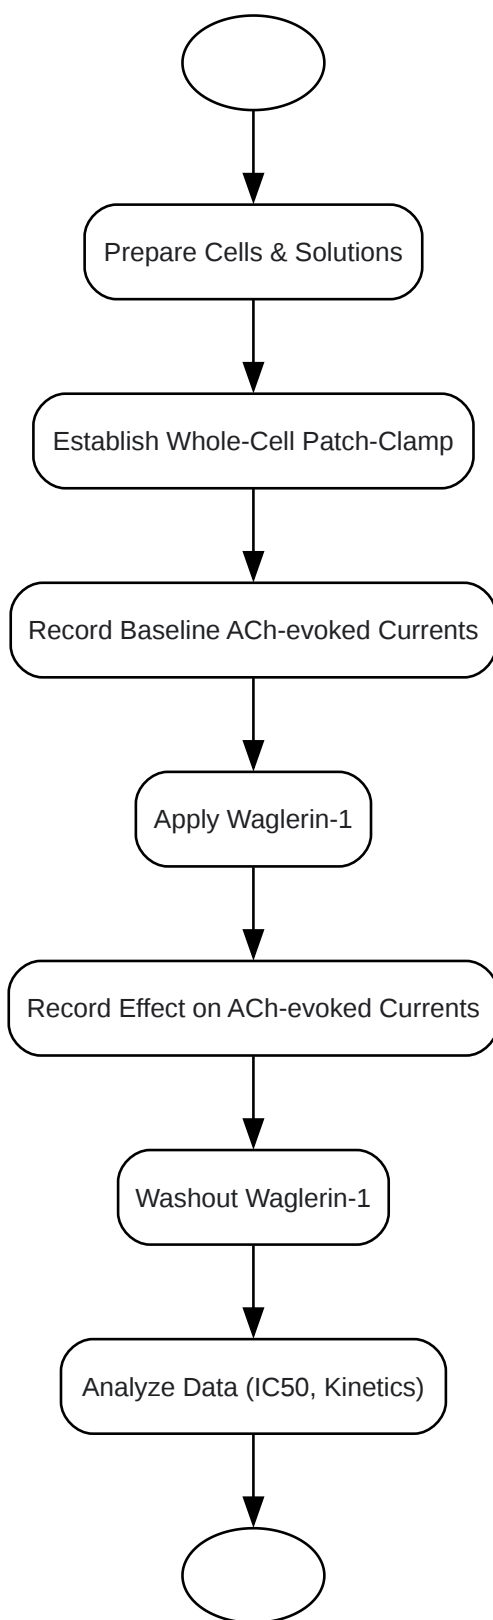 Prepare Cells & Solutions
Establish Whole-Cell Patch-Clamp
Record Baseline ACh-evoked Currents
Apply Waglerin-1
Record Effect on ACh-evoked Currents
Washout Waglerin-1
Analyze Data (IC50, Kinetics)